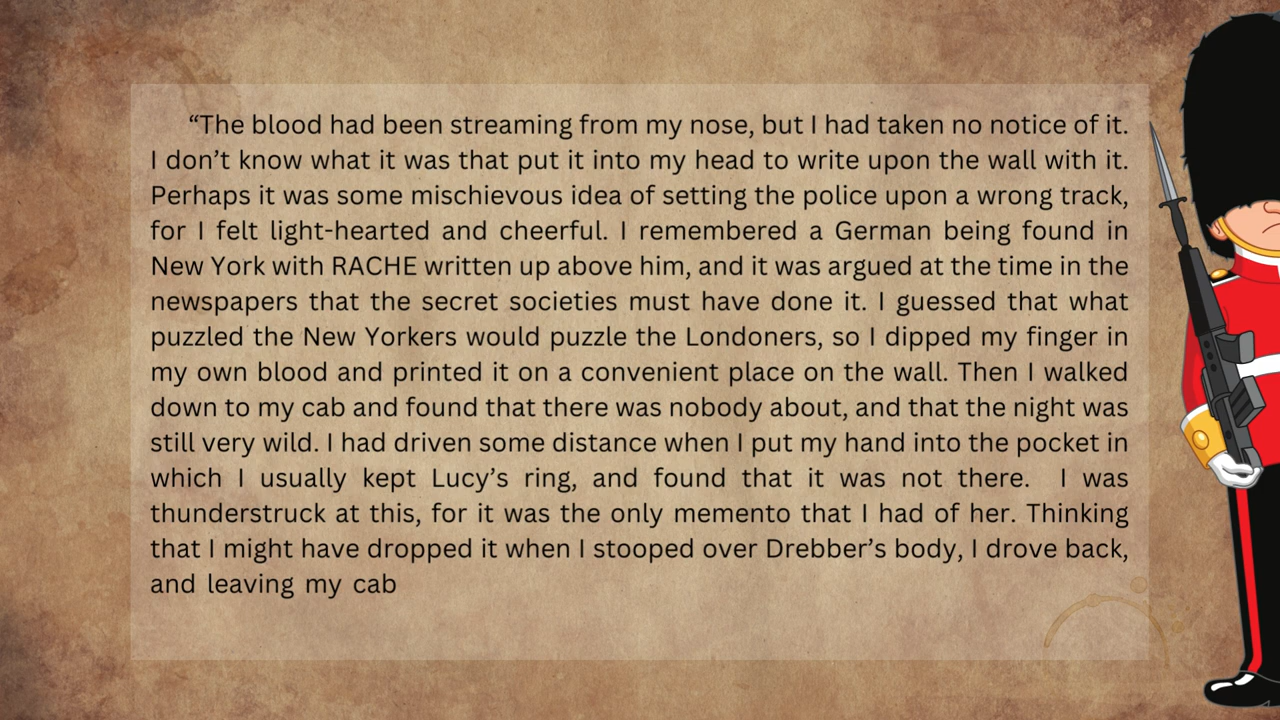 “The blood had been streaming from my nose, but I had taken no notice of it.
I don’t know what it was that put it into my head to write upon the wall with it.
Perhaps it was some mischievous idea of setting the police upon a wrong track,
for I felt light-hearted and cheerful. I remembered a German being found in
New York with RACHE written up above him, and it was argued at the time in the
newspapers that the secret societies must have done it. I guessed that what
puzzled the New Yorkers would puzzle the Londoners, so I dipped my finger in
my own blood and printed it on a convenient place on the wall. Then I walked
down to my cab and found that there was nobody about, and that the night was
still very wild. I had driven some distance when I put my hand into the pocket in
which I usually kept Lucy’s ring, and found that it was not there. I was
thunderstruck at this, for it was the only memento that I had of her. Thinking
that I might have dropped it when I stooped over Drebber’s body, I drove back,
and leaving my cab